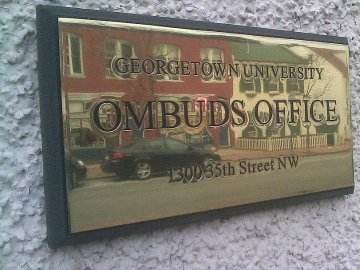 GEORGETOWN UNIVERSITY
OMBUDS OFFICE
1300 35th Street NW